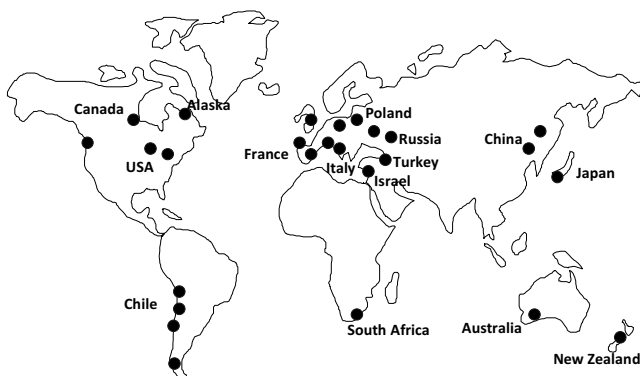 Canada
Alaska
Poland
Russia
China
USA
France
Italy
Turkey
Israel
Japan
Chile
South Africa
Australia
New Zealand